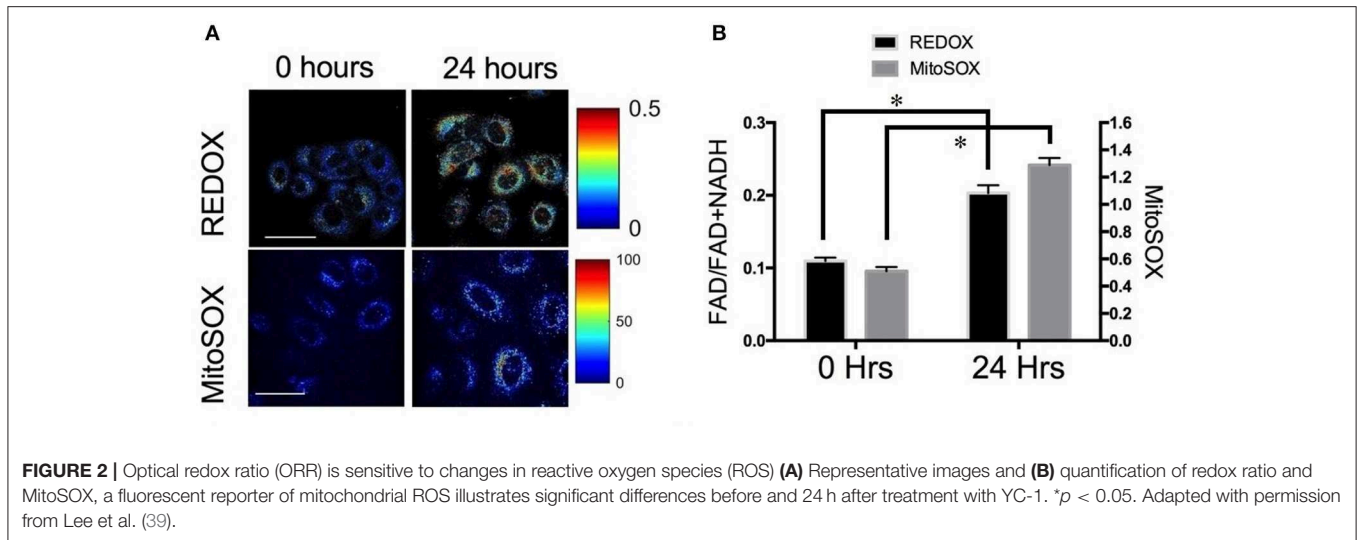 A
0 hours
24 hours
REDOX
0.5
0
MitoSOX
100
50
0
B
REDOX
MitoSOX
*
*
FAD/FAD+NADH
0.3
0.2
0.1
0.0
1.6
1.4
1.2
1.0
0.8
0.6
0.4
0.2
0.0
MitoSOX
0 Hrs
24 Hrs
FIGURE 2 | Optical redox ratio (ORR) is sensitive to changes in reactive oxygen species (ROS) (A) Representative images and (B) quantification of redox ratio and
MitoSOX, a fluorescent reporter of mitochondrial ROS illustrates significant differences before and 24 h after treatment with YC-1. *p < 0.05. Adapted with permission
from Lee et al. (39).